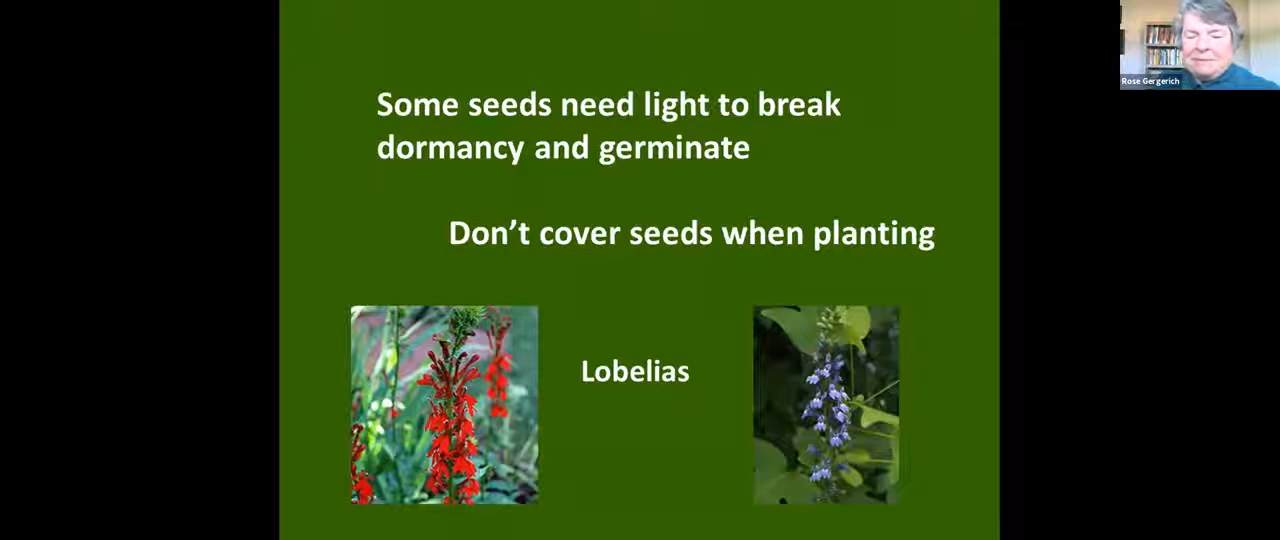 Some seeds need light to break
dormancy and germinate
Don’t cover seeds when planting
Lobelias
Rose Gergerich